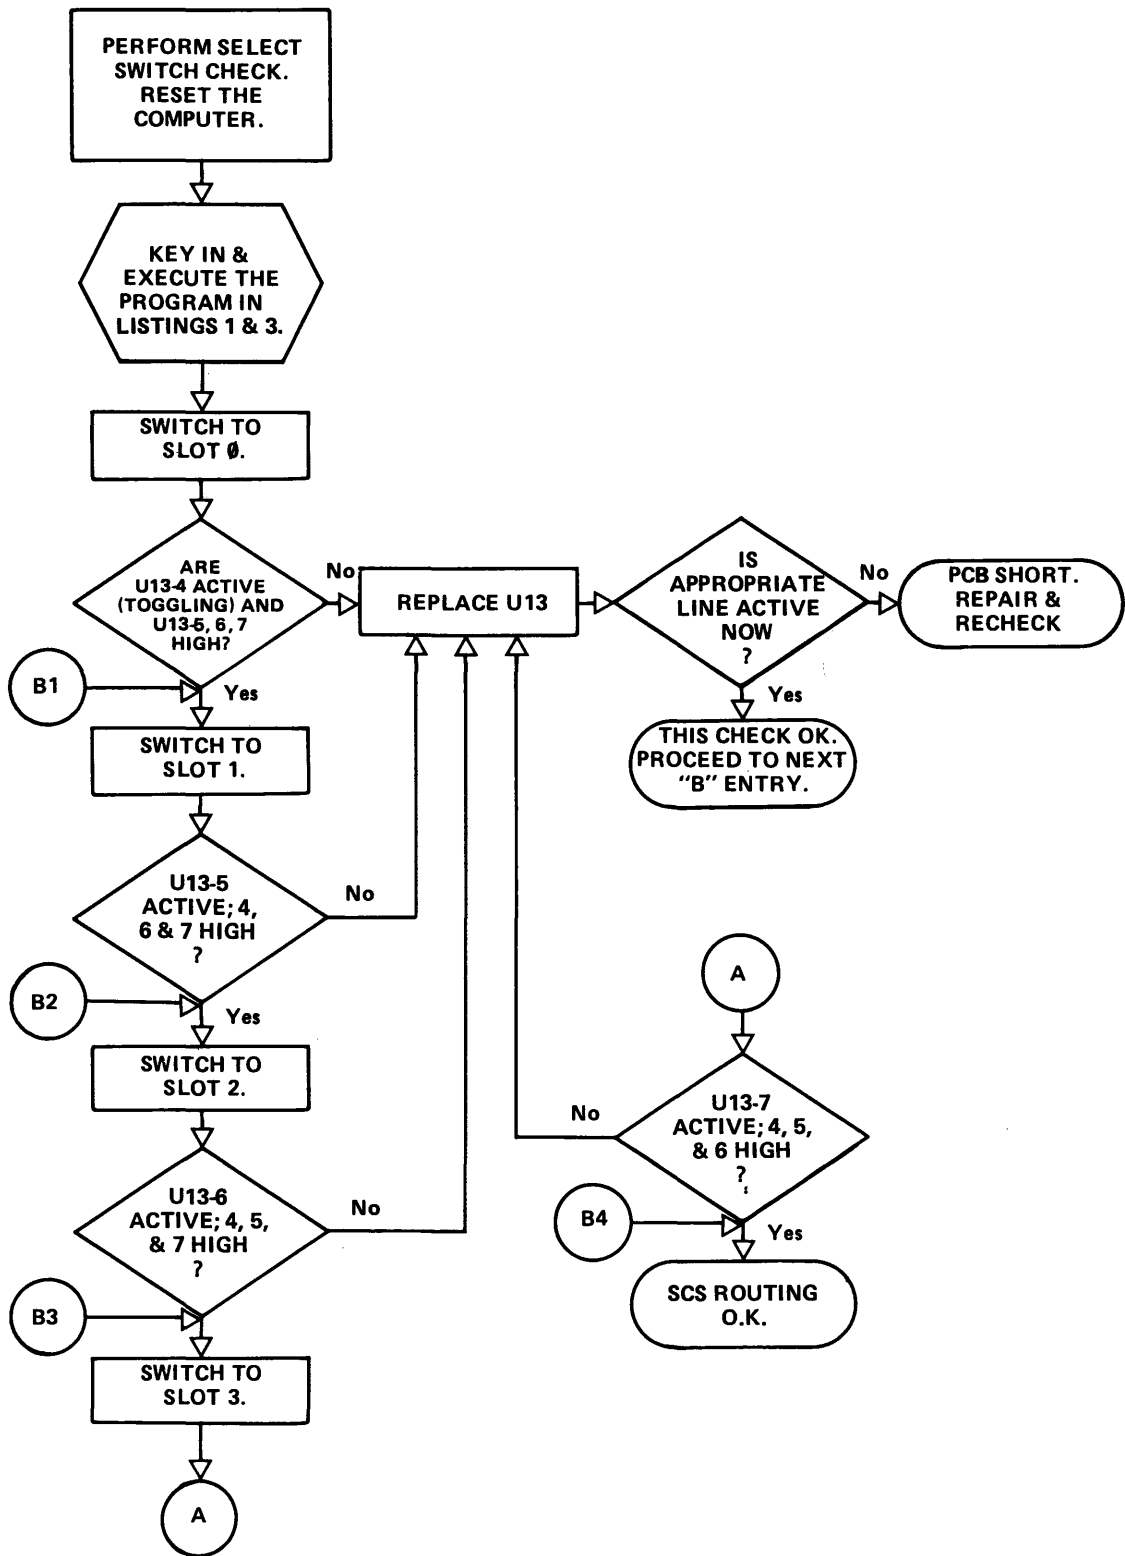 PERFORM SELECT
SWITCH CHECK.
RESET THE
COMPUTER.
KEY IN &
EXECUTE THE
PROGRAM IN
LISTINGS 1 & 3.
SWITCH TO
SLOT 0.
ARE
U13-4 ACTIVE
(TOGGLING) AND
U13-5, 6, 7
HIGH?
No
REPLACE U13
IS
APPROPRIATE
LINE ACTIVE
NOW
?
No
PCB SHORT.
REPAIR &
RECHECK
Yes
THIS CHECK OK.
PROCEED TO NEXT
"B" ENTRY.
B1
Yes
SWITCH TO
SLOT 1.
U13-5
ACTIVE; 4,
6 & 7 HIGH
?
No
B2
Yes
SWITCH TO
SLOT 2.
U13-6
ACTIVE; 4, 5,
& 7 HIGH
?
No
B3
SWITCH TO
SLOT 3.
A
A
U13-7
ACTIVE; 4, 5,
& 6 HIGH
?
No
B4
Yes
SCS ROUTING
O.K.